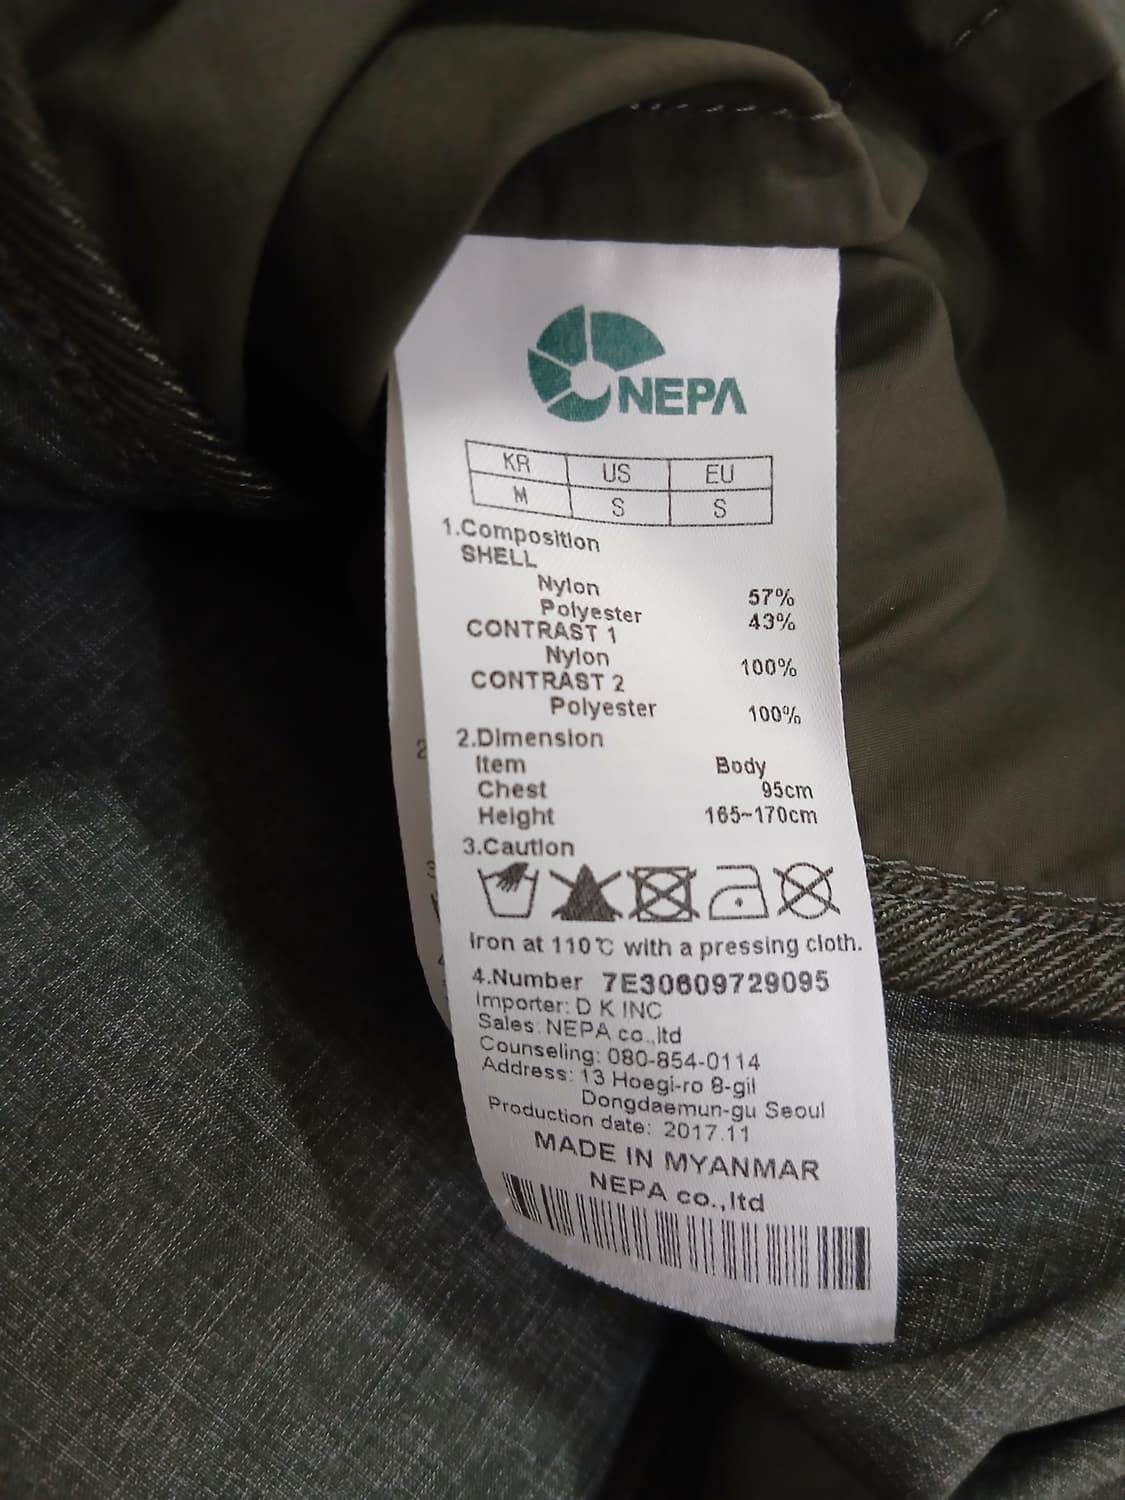 NEPA
KR US EU
M S S
1.Composition
SHELL
Nylon 57%
Polyester 43%
CONTRAST 1
Nylon 100%
CONTRAST 2
Polyester 100%
2.Dimension
Item Body
Chest 95cm
Height 165~170cm
3.Caution
Iron at 110℃ with a pressing cloth.
4.Number 7E30609729095
Importer: D K INC
Sales: NEPA co.,ltd
Counseling: 080-854-0114
Address: 13 Hoegi-ro 8-gil
Dongdaemun-gu Seoul
Production date: 2017.11
MADE IN MYANMAR
NEPA co.,ltd